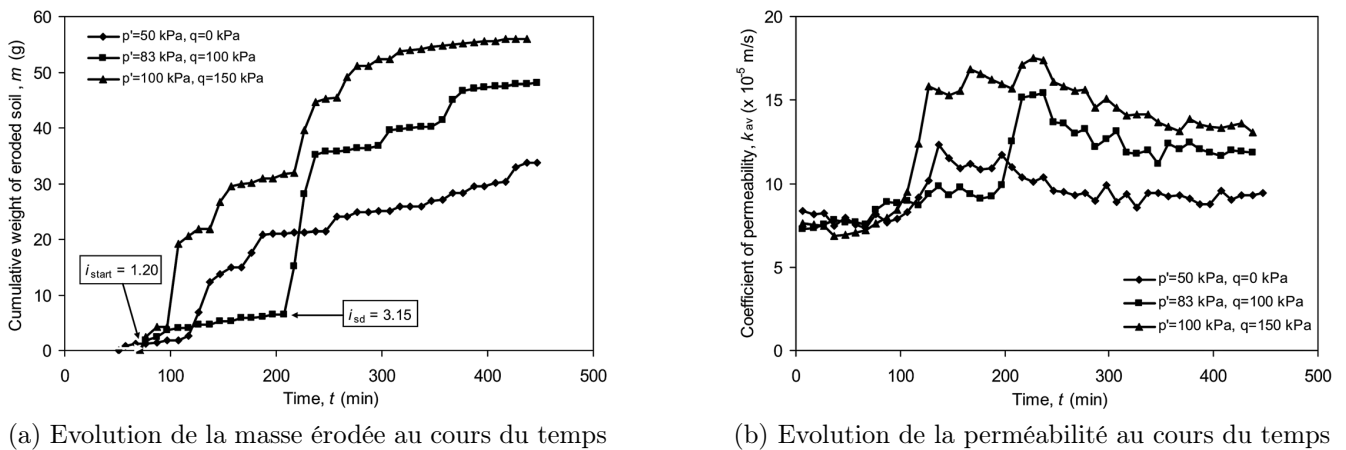 60
50
40
30
20
10
0
Cumulative weight of eroded soil , m (g)
p'=50 kPa, q=0 kPa
p'=83 kPa, q=100 kPa
p'=100 kPa, q=150 kPa
i start = 1.20
i sd = 3.15
0 100 200 300 400 500
Time, t (min)
(a) Evolution de la masse érodée au cours du temps
20
15
10
5
0
Coefficient of permeability, k av (x 10⁻⁵ m/s)
p'=50 kPa, q=0 kPa
p'=83 kPa, q=100 kPa
p'=100 kPa, q=150 kPa
0 100 200 300 400 500
Time, t (min)
(b) Evolution de la perméabilité au cours du temps